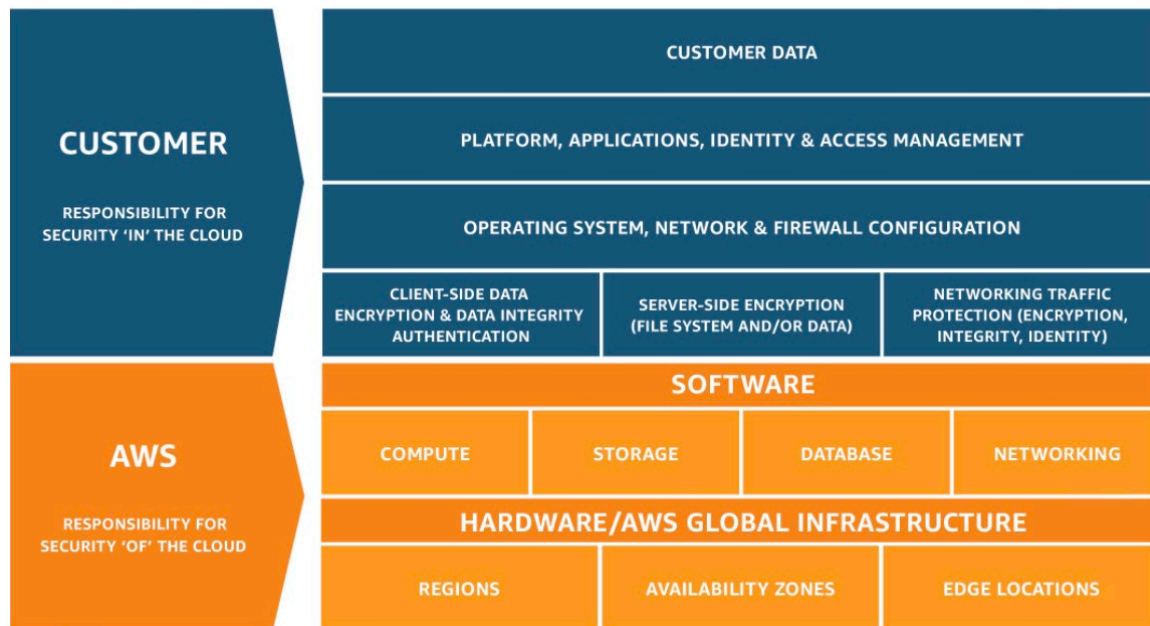 CUSTOMER
RESPONSIBILITY FOR
SECURITY ‘IN’ THE CLOUD
CUSTOMER DATA
PLATFORM, APPLICATIONS, IDENTITY & ACCESS MANAGEMENT
OPERATING SYSTEM, NETWORK & FIREWALL CONFIGURATION
CLIENT-SIDE DATA
ENCRYPTION & DATA INTEGRITY
AUTHENTICATION
SERVER-SIDE ENCRYPTION
(FILE SYSTEM AND/OR DATA)
NETWORKING TRAFFIC
PROTECTION (ENCRYPTION,
INTEGRITY, IDENTITY)
AWS
RESPONSIBILITY FOR
SECURITY ‘OF’ THE CLOUD
SOFTWARE
COMPUTE
STORAGE
DATABASE
NETWORKING
HARDWARE/AWS GLOBAL INFRASTRUCTURE
REGIONS
AVAILABILITY ZONES
EDGE LOCATIONS